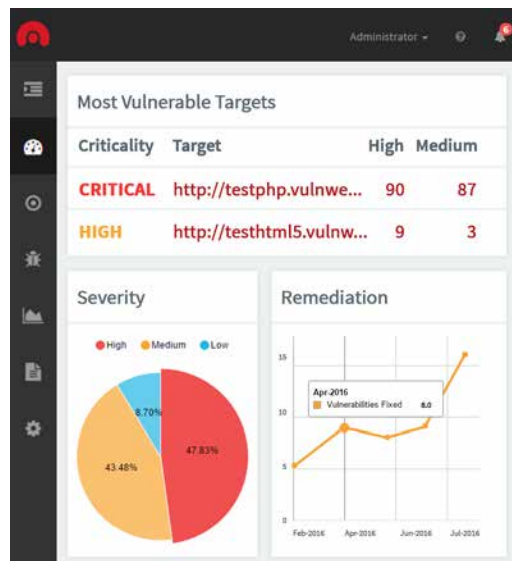 Administrator
6
Most Vulnerable Targets
Criticality Target High Medium
CRITICAL http://testphp.vulnwe... 90 87
HIGH http://testhtml5.vulnw... 9 3
Severity
High Medium Low
8.70%
47.83%
43.48%
Remediation
15
Apr-2016
Vulnerabilities Fixed 8.0
10
5
0
Feb-2016 Apr-2016 Jun-2016 Jul-2016